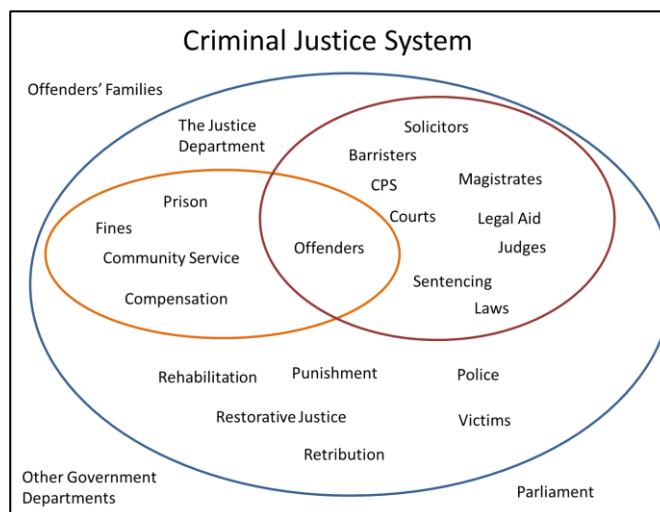 Criminal Justice System
Offenders' Families
The Justice
Department
Solicitors
Barristers
CPS
Magistrates
Prison
Courts
Legal Aid
Fines
Offenders
Judges
Community Service
Sentencing
Compensation
Laws
Rehabilitation
Punishment
Police
Restorative Justice
Victims
Retribution
Other Government
Departments
Parliament